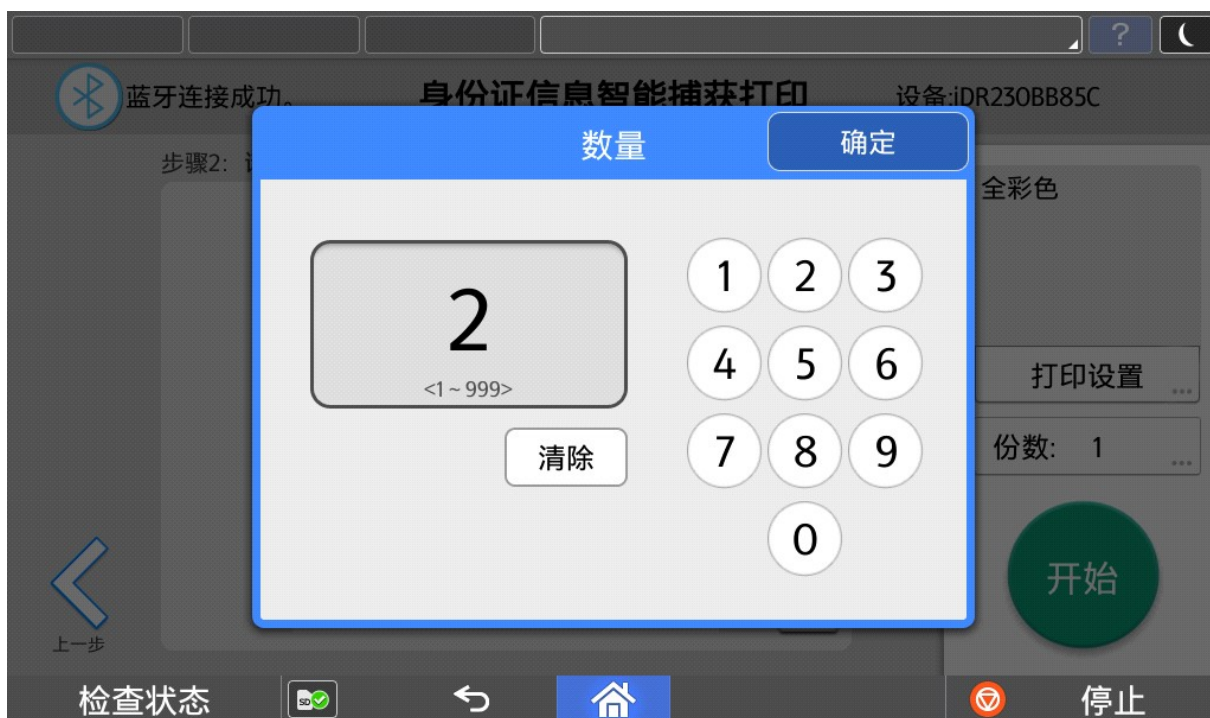 ?
蓝牙连接成功。
身份证信息智能捕获打印
设备:iDR230BB85C
数量
确定
步骤2:
全彩色
2
<1~999>
清除
1 2 3
4 5 6
7 8 9
0
打印设置
...
份数: 1
...
开始
上一步
检查状态
SD
停止